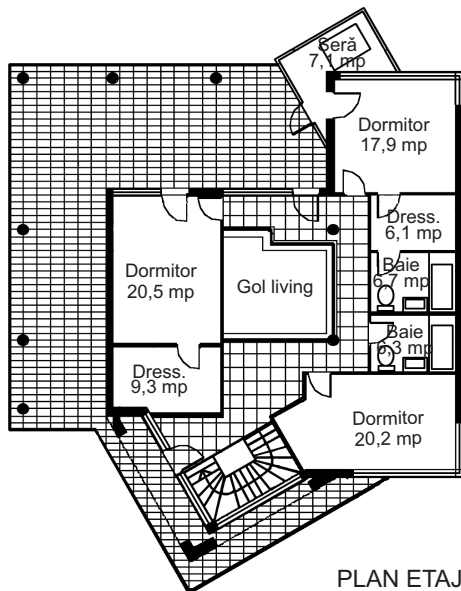 Seră
7,1 mp
Dormitor
17,9 mp
Dress.
6,1 mp
Baie
6,7 mp
Dormitor
20,5 mp
Gol living
Baie
6,3 mp
Dress.
9,3 mp
Dormitor
20,2 mp
PLAN ETAJ